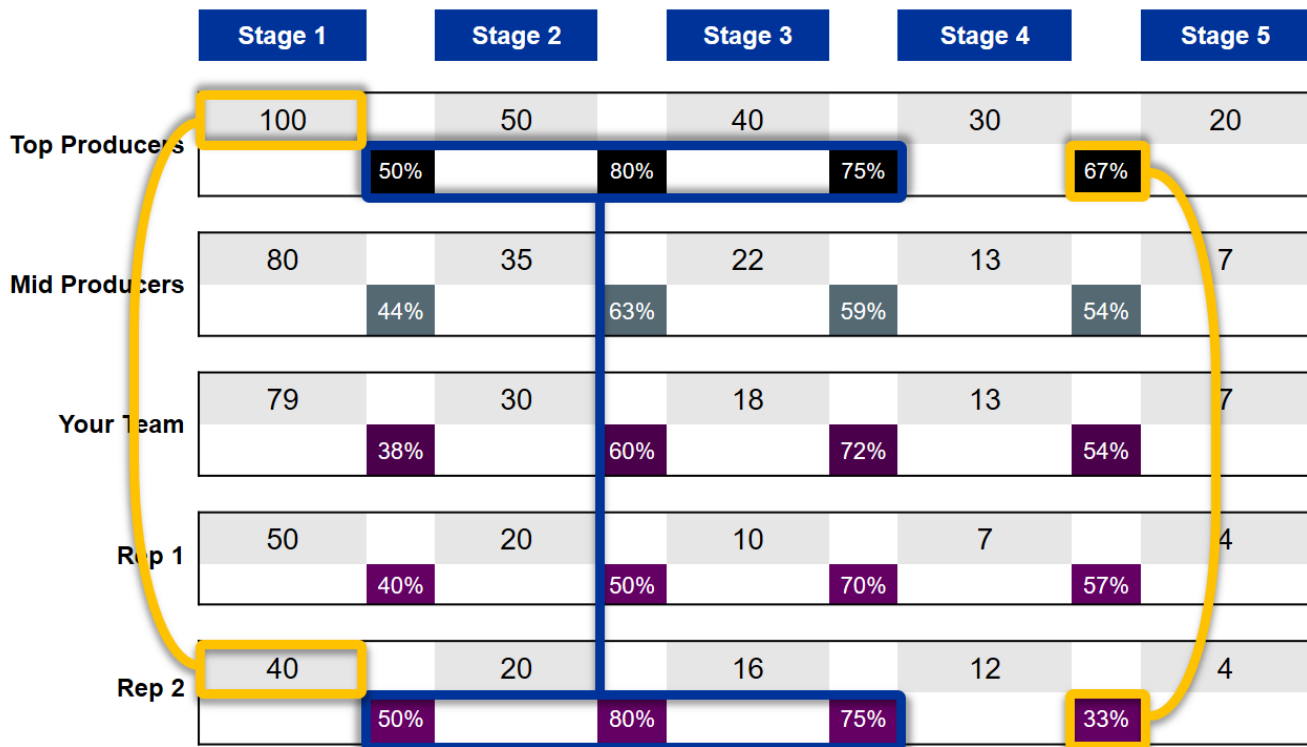 Stage 1 Stage 2 Stage 3 Stage 4 Stage 5
100 50 40 30 20
Top Producers
50% 80% 75% 67%
80 35 22 13 7
Mid Producers
44% 63% 59% 54%
79 30 18 13 7
Your Team
38% 60% 72% 54%
50 20 10 7 4
Rep 1
40% 50% 70% 57%
40 20 16 12 4
Rep 2
50% 80% 75% 33%